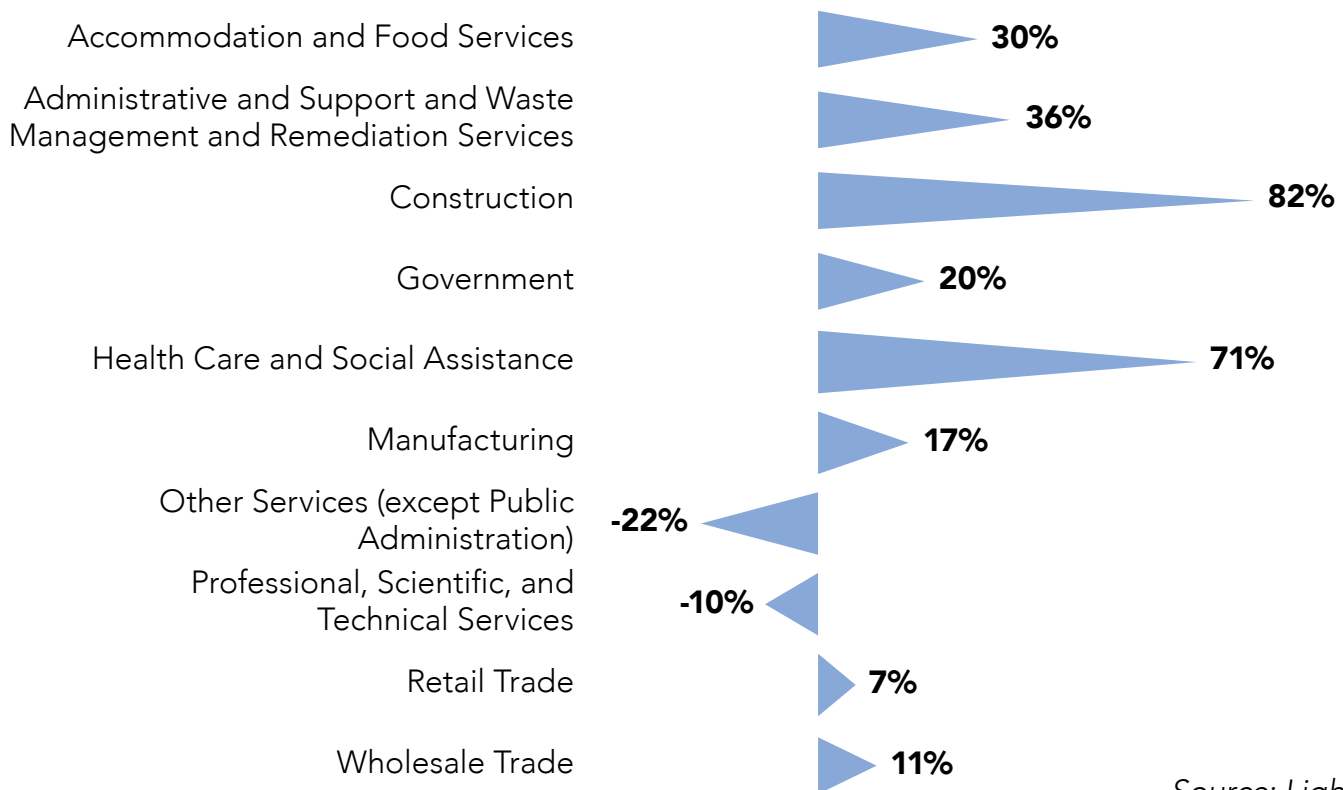 Accommodation and Food Services
30%
Administrative and Support and Waste
Management and Remediation Services
36%
Construction
82%
Government
20%
Health Care and Social Assistance
71%
Manufacturing
17%
Other Services (except Public
Administration)
-22%
Professional, Scientific, and
Technical Services
-10%
Retail Trade
7%
Wholesale Trade
11%
Source: